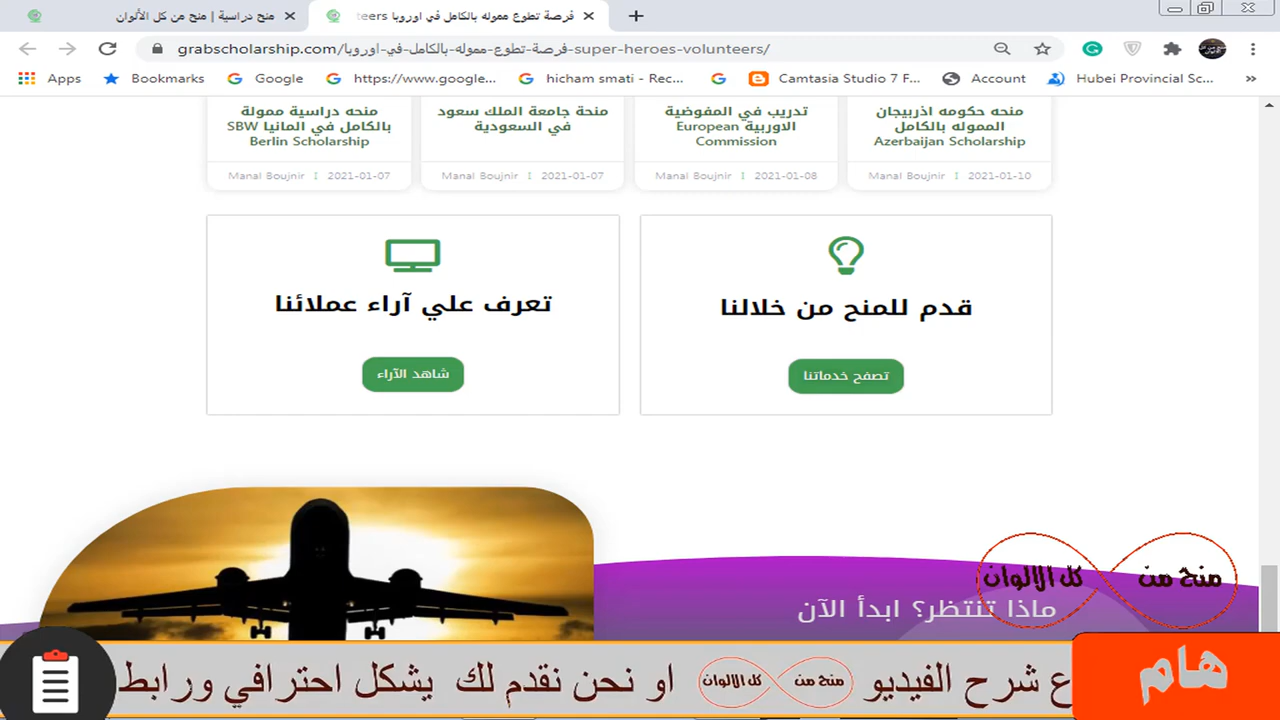 منح دراسية | منح من كل الألوان
فرصة تطوع مموله بالكامل في اوروبا teers
grabscholarship.com/فرصة-تطوع-مموله-بالكامل-في-اوروبا-super-heroes-volunteers/
Apps
Bookmarks
Google
https://www.google...
hicham smati - Rec...
Camtasia Studio 7 F...
Account
Hubei Provincial Sc...
»
منحه حكومه اذربيجان
المموله بالكامل
Azerbaijan Scholarship
Manal Boujnir 2021-01-10
تدريب في المفوضية
الاوربية European
Commission
Manal Boujnir 2021-01-08
منحة جامعة الملك سعود
في السعودية
Manal Boujnir 2021-01-07
منحه دراسية ممولة
بالكامل في المانيا SBW
Berlin Scholarship
Manal Boujnir 2021-01-07
قدم للمنح من خلالنا
تصفح خدماتنا
تعرف علي آراء عملائنا
شاهد الآراء
منح من كل الالوان
ماذا تنتظر؟ ابدأ الآن
هام
ع شرح الفيديو منح من كل الالوان او نحن نقدم لك يشكل احترافي ورابط